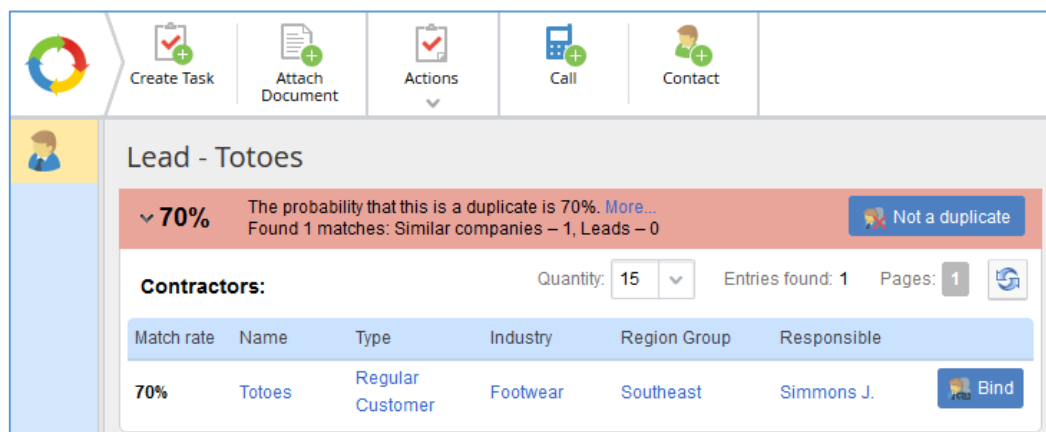 Create Task
Attach
Document
Actions
Call
Contact
Lead - Totoes
70%
The probability that this is a duplicate is 70%. More...
Found 1 matches: Similar companies – 1, Leads – 0
Not a duplicate
Contractors:
Quantity: 15
Entries found: 1
Pages: 1
Match rate Name Type Industry Region Group Responsible
70% Totoes Regular Customer Footwear Southeast Simmons J. Bind